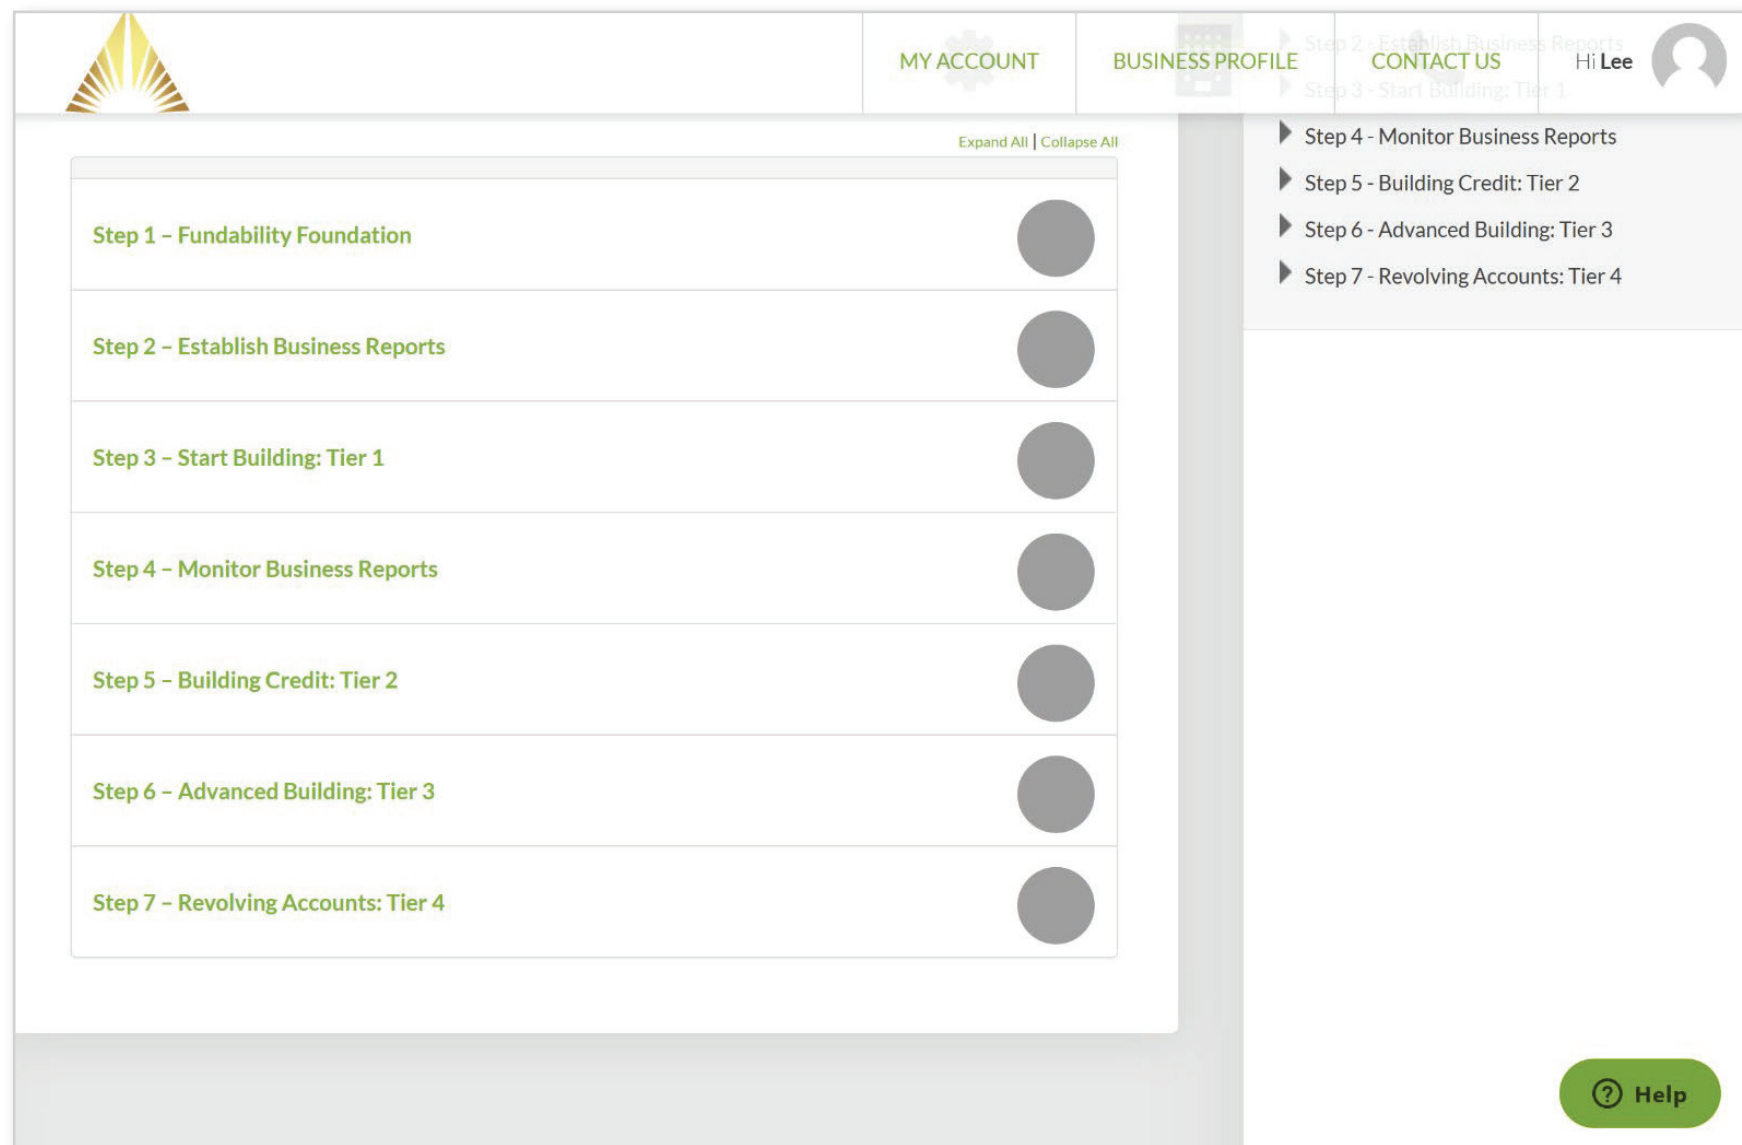 MY ACCOUNT
BUSINESS PROFILE
CONTACT US
Hi Lee
Step 2 - Establish Business Reports
Step 3 - Start Building: Tier 1
Step 4 - Monitor Business Reports
Step 5 - Building Credit: Tier 2
Step 6 - Advanced Building: Tier 3
Step 7 - Revolving Accounts: Tier 4
Expand All | Collapse All
Step 1 – Fundability Foundation
Step 2 – Establish Business Reports
Step 3 – Start Building: Tier 1
Step 4 – Monitor Business Reports
Step 5 – Building Credit: Tier 2
Step 6 – Advanced Building: Tier 3
Step 7 – Revolving Accounts: Tier 4
Help